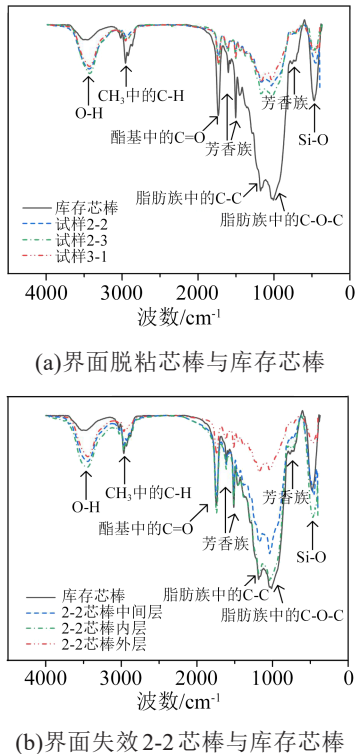 (a)
O-H
CH₃中的C-H
酯基中的C=O
芳香族
芳香族
Si-O
脂肪族中的C-C
脂肪族中的C-O-C
库存芯棒
试样2-2
试样2-3
试样3-1
4000 3000 2000 1000 0
波数/cm⁻¹
(a)界面脱粘芯棒与库存芯棒
(b)
O-H
CH₃中的C-H
酯基中的C=O
芳香族
芳香族
Si-O
脂肪族中的C-C
脂肪族中的C-O-C
库存芯棒
2-2芯棒中间层
2-2芯棒内层
2-2芯棒外层
4000 3000 2000 1000 0
波数/cm⁻¹
(b)界面失效2-2芯棒与库存芯棒